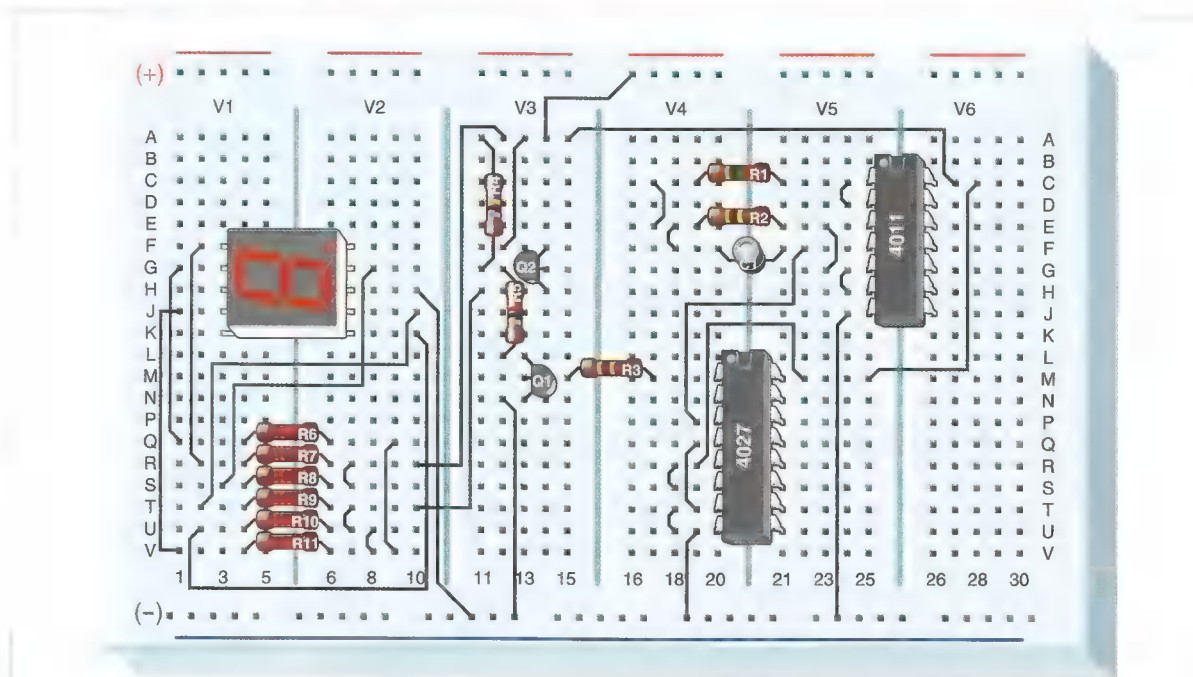 (+)
V1 V2 V3 V4 V5 V6
A A
B B
C R1 C
D D
E R2 4011 E
F F
G Q2 G
H H
J J
K K
L L
M R3 M
N Q1 N
P P
Q R6 4027 Q
R R7 R
S R8 S
T R9 T
U R10 U
V R11 V
1 3 5 6 8 10 11 13 15 16 18 20 21 23 25 26 28 30
(-)